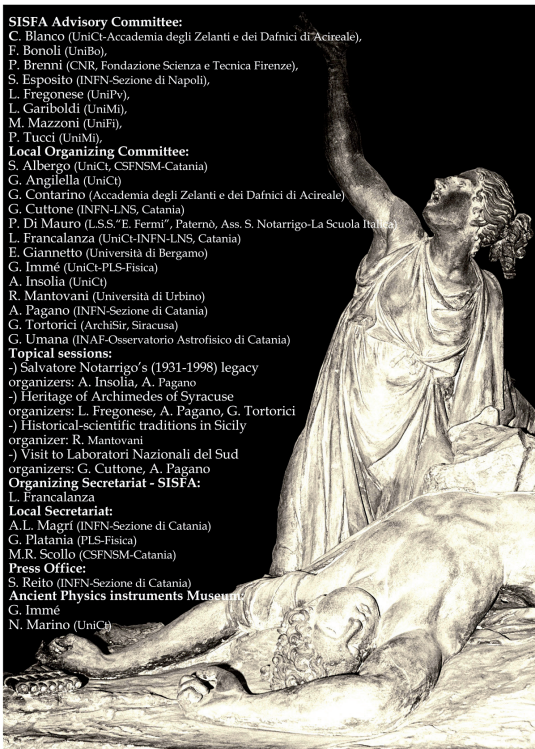 SISFA Advisory Committee:
C. Blanco (UniCt-Accademia degli Zelanti e dei Dafnici di Acireale),
F. Bonoli (UniBo),
P. Brenni (CNR, Fondazione Scienza e Tecnica Firenze),
S. Esposito (INFN-Sezione di Napoli),
L. Fregonese (UniPv),
L. Gariboldi (UniMi),
M. Mazzoni (UniFi),
P. Tucci (UniMi),
Local Organizing Committee:
S. Albergo (UniCt, CSFNSM-Catania)
G. Angilella (UniCt)
G. Contarino (Accademia degli Zelanti e dei Dafnici di Acireale)
G. Cuttone (INFN-LNS, Catania)
P. Di Mauro (L.S.S."E. Fermi", Paternò, Ass. S. Notarrigo-La Scuola Italica)
L. Francalanza (UniCt-INFN-LNS, Catania)
E. Giannetto (Università di Bergamo)
G. Immé (UniCt-PLS-Fisica)
A. Insolia (UniCt)
R. Mantovani (Università di Urbino)
A. Pagano (INFN-Sezione di Catania)
G. Tortorici (ArchiSir, Siracusa)
G. Umana (INAF-Osservatorio Astrofisico di Catania)
Topical sessions:
-) Salvatore Notarrigo's (1931-1998) legacy
organizers: A. Insolia, A. Pagano
-) Heritage of Archimedes of Syracuse
organizers: L. Fregonese, A. Pagano, G. Tortorici
-) Historical-scientific traditions in Sicily
organizer: R. Mantovani
-) Visit to Laboratori Nazionali del Sud
organizers: G. Cuttone, A. Pagano
Organizing Secretariat - SISFA:
L. Francalanza
Local Secretariat:
A.L. Magrí (INFN-Sezione di Catania)
G. Platania (PLS-Fisica)
M.R. Scollo (CSFNSM-Catania)
Press Office:
S. Reito (INFN-Sezione di Catania)
Ancient Physics instruments Museum:
G. Immé
N. Marino (UniCt)